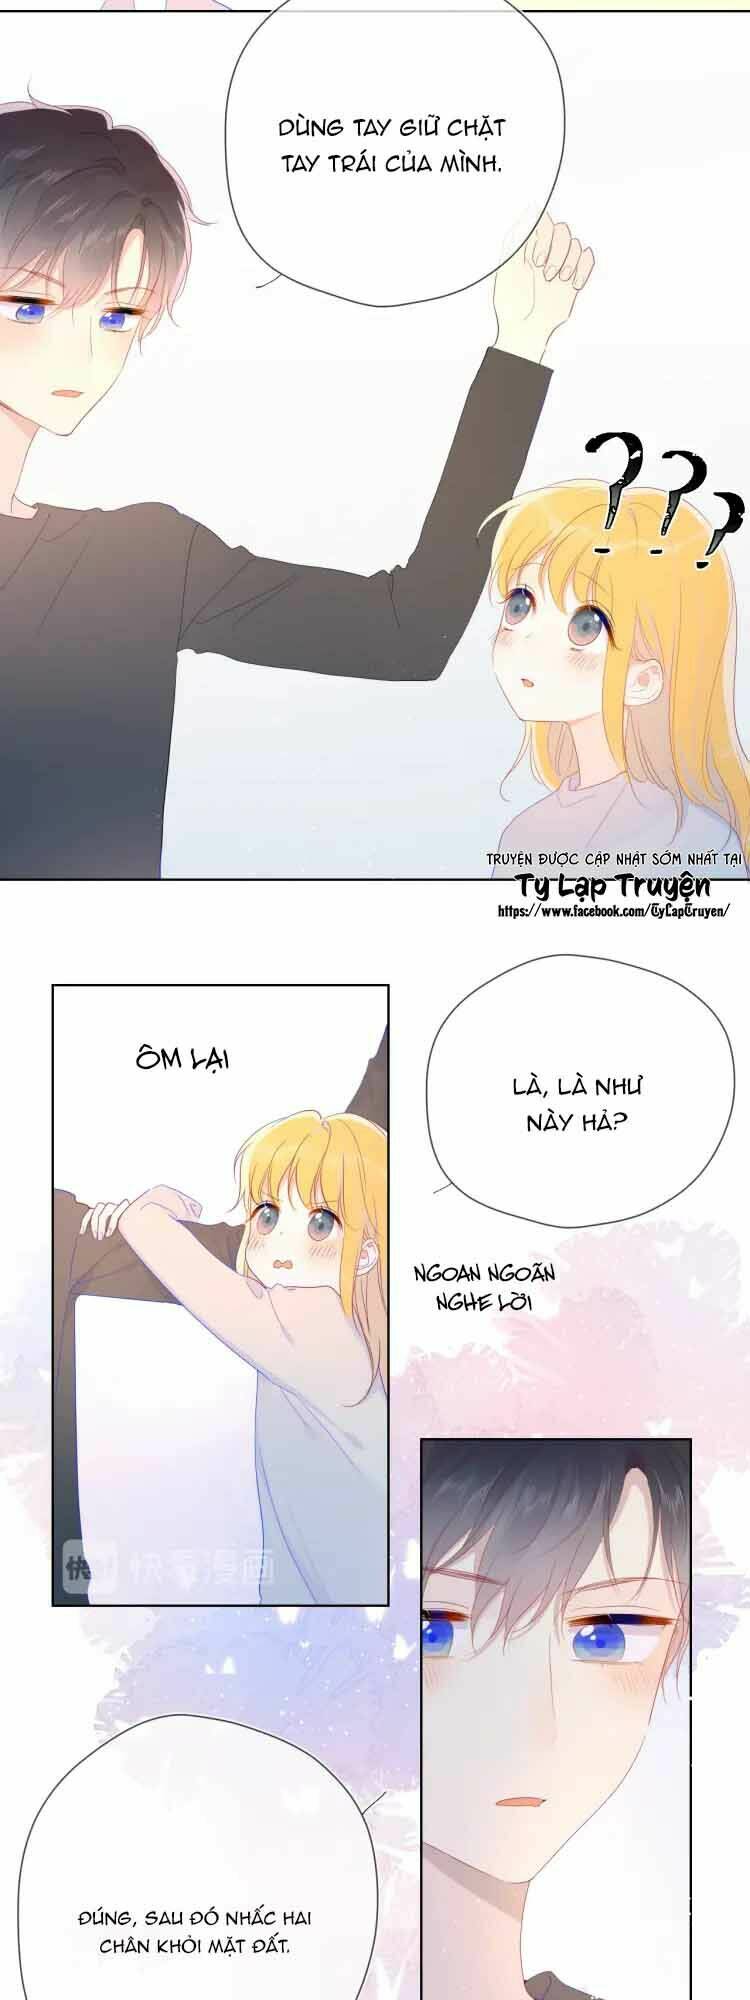 DÙNG TAY GIỮ CHẶT
TAY TRÁI CỦA MÌNH.
???
TRUYỆN ĐƯỢC CẬP NHẬT SỚM NHẤT TẠI
Tỷ Lạp Truyện
https://www.facebook.com/TyLapTruyen/
ÔM LẠI
LÀ, LÀ NHƯ
NÀY HẢ?
NGOAN NGOÃN
NGHE LỜI
快看漫画
ĐÚNG, SAU ĐÓ NHẤC HAI
CHÂN KHỎI MẶT ĐẤT.